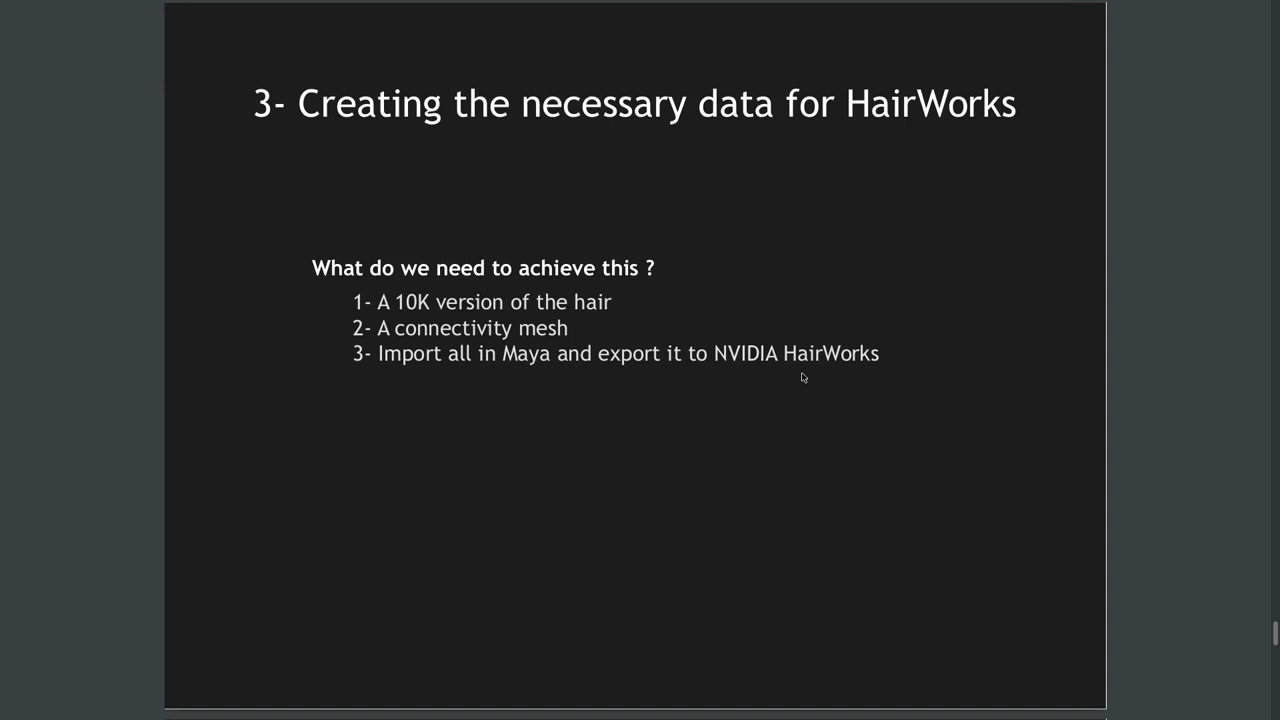 3- Creating the necessary data for HairWorks
What do we need to achieve this ?
1- A 10K version of the hair
2- A connectivity mesh
3- Import all in Maya and export it to NVIDIA HairWorks